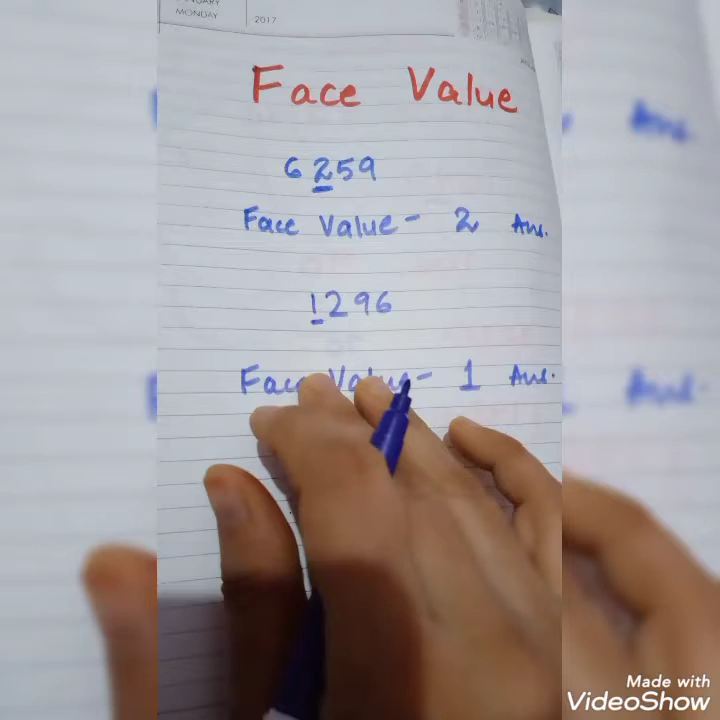 MONDAY
2017
Face Value
6259
Face Value - 2 Ans.
1296
Face Value - 1 Ans.
Made with
VideoShow